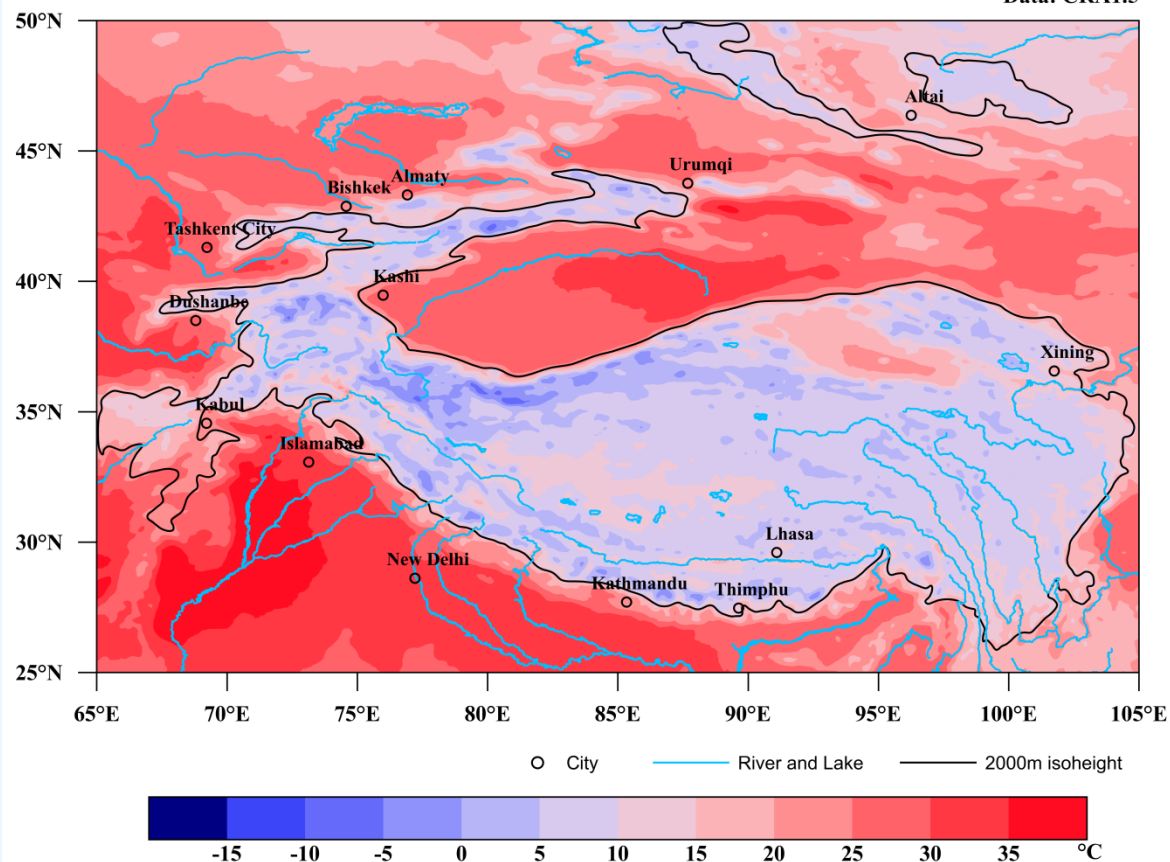 50°N
45°N
40°N
35°N
30°N
25°N
Altai
Urumqi
Almaty
Bishkek
Tashkent City
Kashi
Dushanbe
Xining
Kabul
Islamabad
Lhasa
New Delhi
Kathmandu
Thimphu
65°E 70°E 75°E 80°E 85°E 90°E 95°E 100°E 105°E
City River and Lake 2000m isoheight
-15 -10 -5 0 5 10 15 20 25 30 35 °C